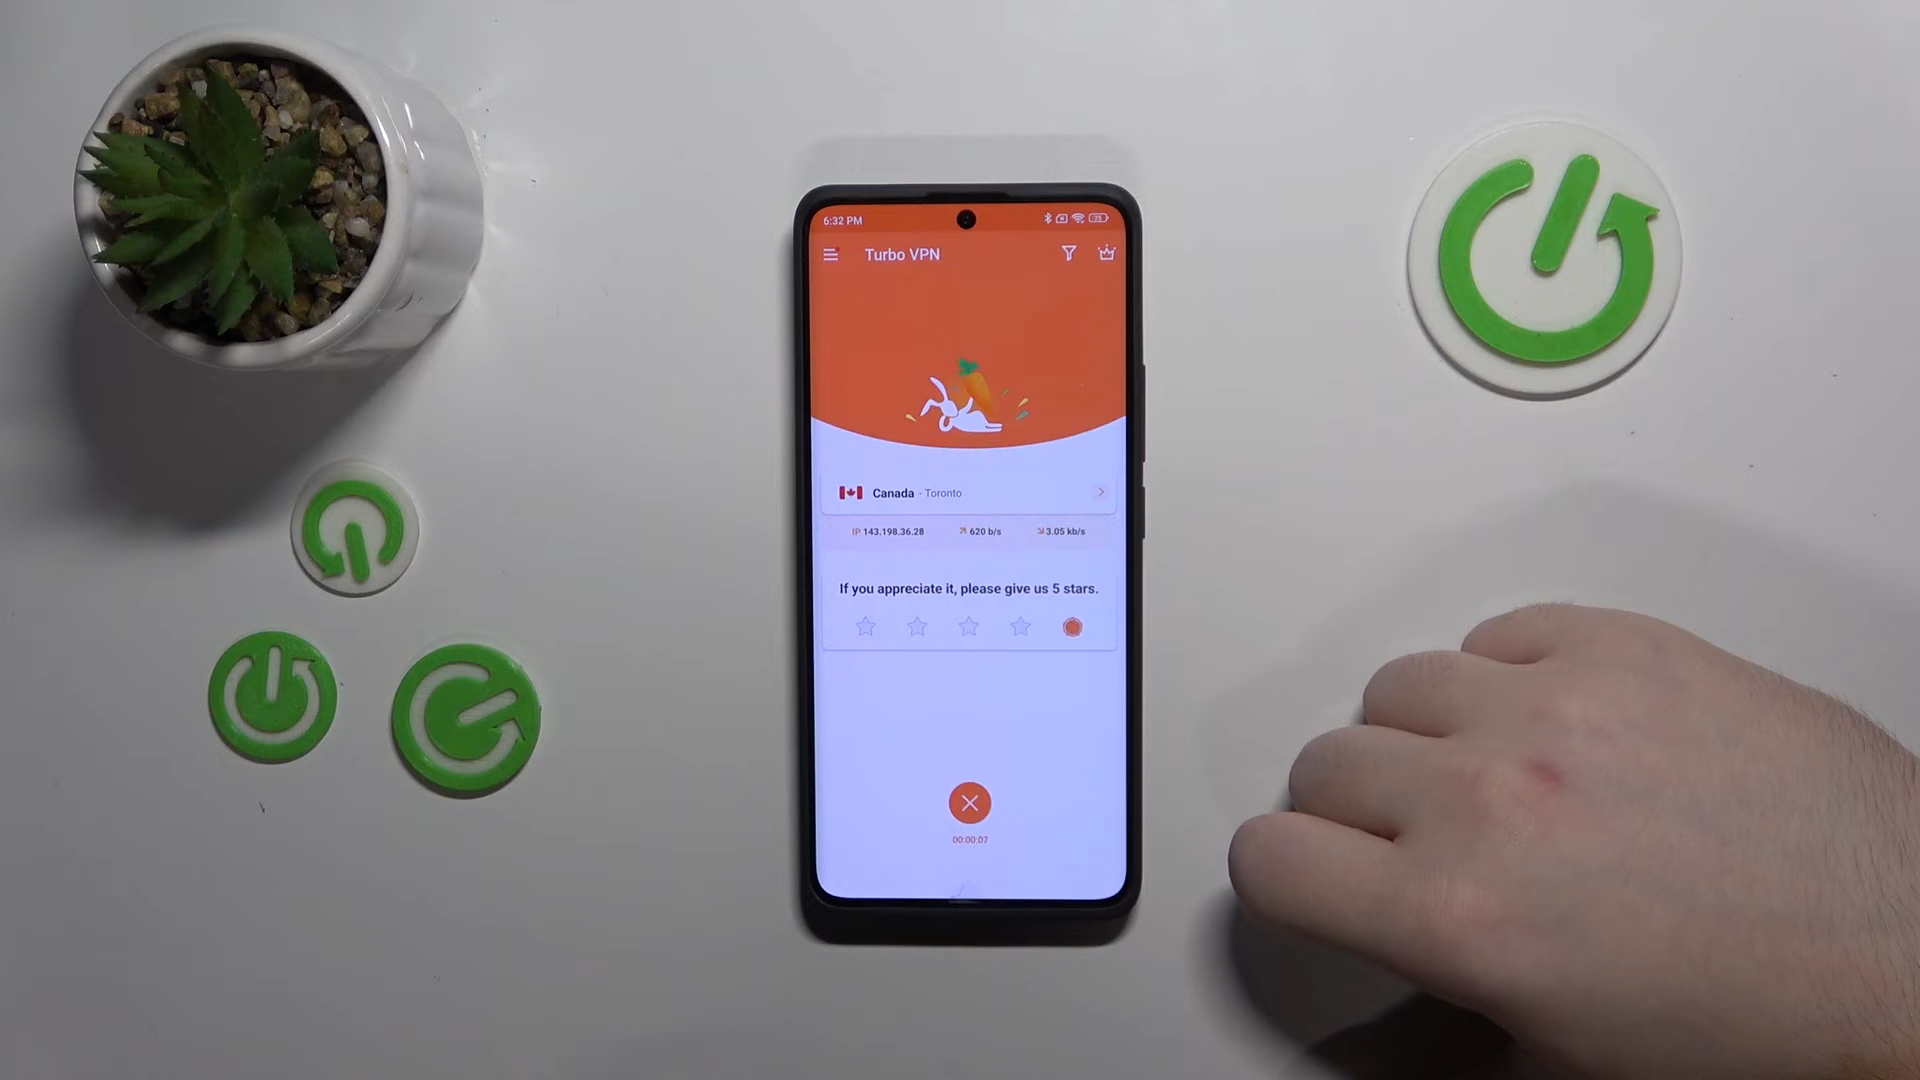 6:32 PM
Turbo VPN
Canada - Toronto
IP 143.198.36.28 620 b/s 3.05 kb/s
If you appreciate it, please give us 5 stars.
00:00:07